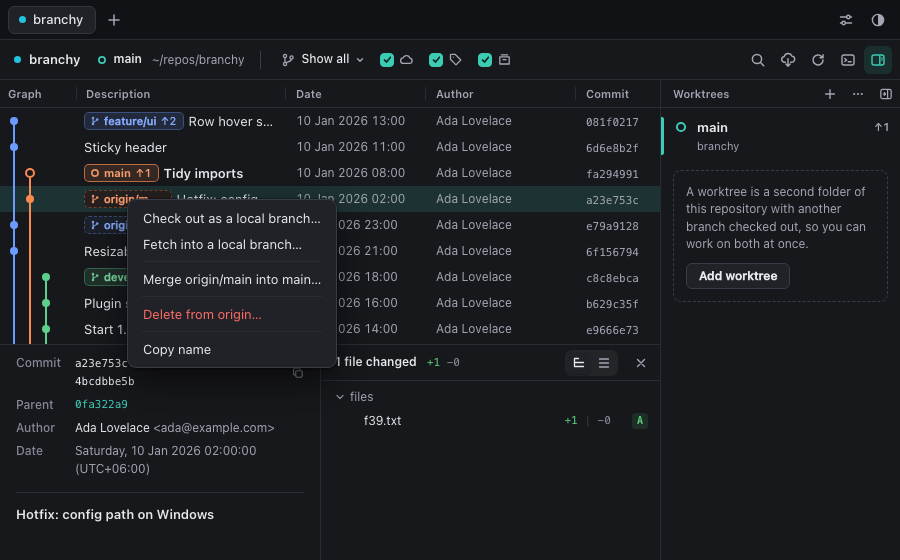 branchy
branchy main ~/repos/branchy Show all
Graph Description Date Author Commit Worktrees
feature/ui ↑2 Row hover s... 10 Jan 2026 13:00 Ada Lovelace 081f0217
Sticky header 10 Jan 2026 11:00 Ada Lovelace 6d6e8b2f
main ↑1 Tidy imports 10 Jan 2026 08:00 Ada Lovelace fa294991
origin/m... Hotfix: config 10 Jan 2026 02:00 Ada Lovelace a23e753c
origi 026 23:00 Ada Lovelace e79a9128
Resizab 026 21:00 Ada Lovelace 6f156794
deve 026 18:00 Ada Lovelace c8c8ebca
Plugin s 026 16:00 Ada Lovelace b629c35f
Start 1. 026 14:00 Ada Lovelace e9666e73
Check out as a local branch...
Fetch into a local branch...
Merge origin/main into main...
Delete from origin...
Copy name
main ↑1
branchy
A worktree is a second folder of
this repository with another
branch checked out, so you can
work on both at once.
Add worktree
Commit a23e753c
4bcdbbe5b
Parent 0fa322a9
Author Ada Lovelace <ada@example.com>
Date Saturday, 10 Jan 2026 02:00:00
(UTC+06:00)
Hotfix: config path on Windows
1 file changed +1 −0
files
f39.txt +1 −0 A